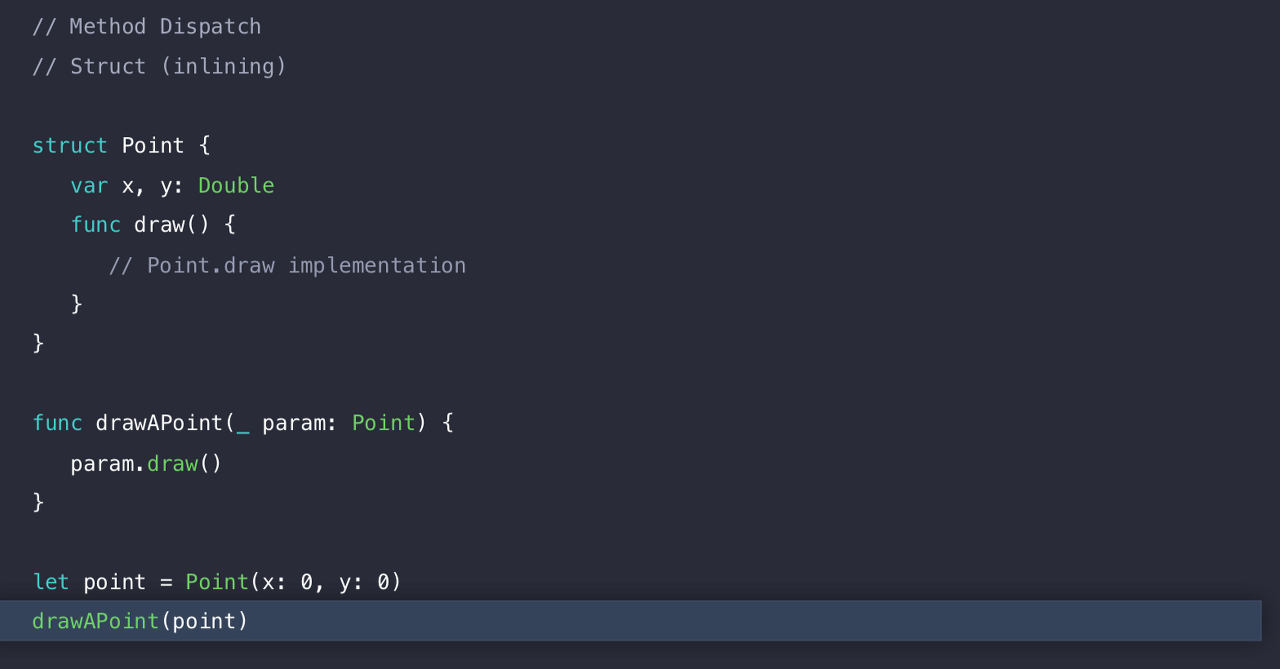 // Method Dispatch
// Struct (inlining)
struct Point {
   var x, y: Double
   func draw() {
      // Point.draw implementation
   }
}
func drawAPoint(_ param: Point) {
   param.draw()
}
let point = Point(x: 0, y: 0)
drawAPoint(point)